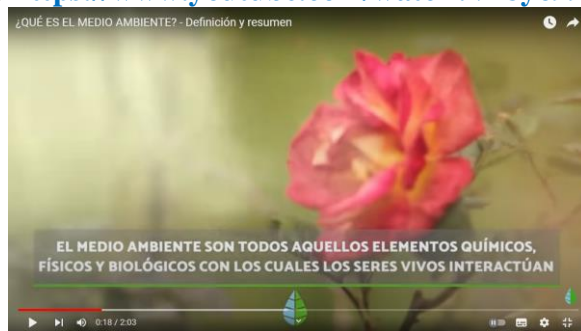 ¿QUÉ ES EL MEDIO AMBIENTE? - Definición y resumen
EL MEDIO AMBIENTE SON TODOS AQUELLOS ELEMENTOS QUÍMICOS,
FÍSICOS Y BIOLÓGICOS CON LOS CUALES LOS SERES VIVOS INTERACTÚAN
0:18 / 2:03